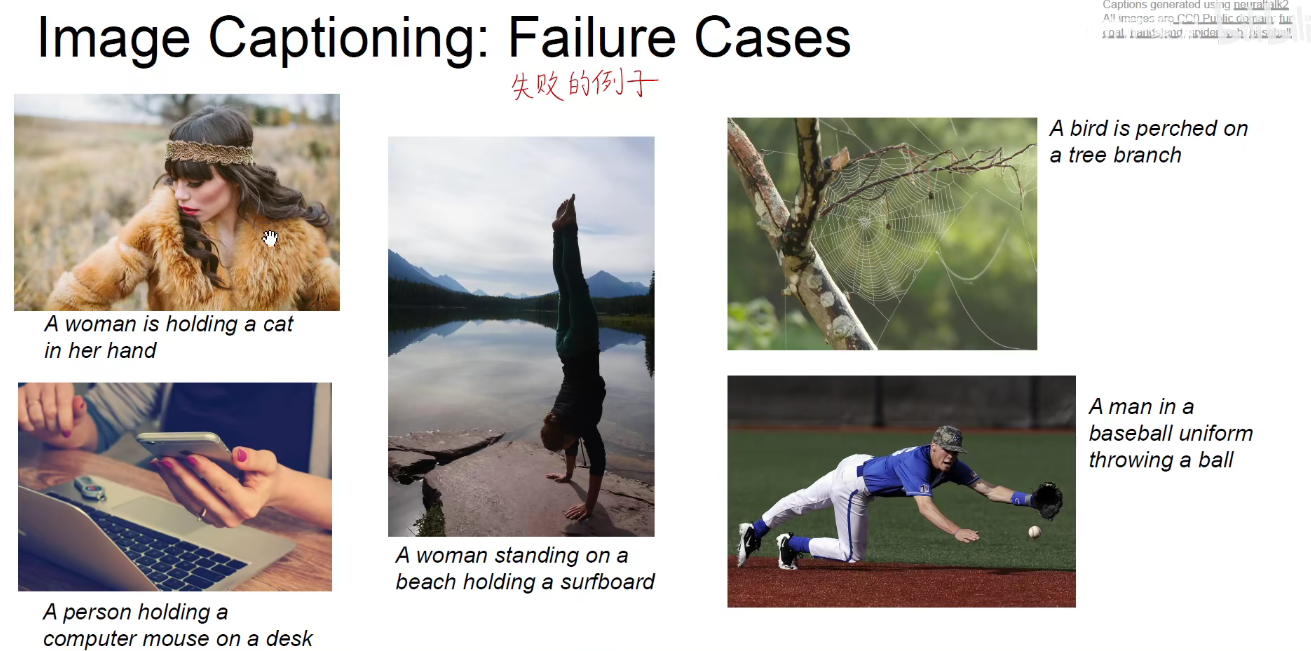 Image Captioning: Failure Cases
失败的例子
Captions generated using neuraltalk2
All images are CC0 Public domain: fur
coat, handstand, spider web, baseball
A woman is holding a cat
in her hand
A person holding a
computer mouse on a desk
A woman standing on a
beach holding a surfboard
A bird is perched on
a tree branch
A man in a
baseball uniform
throwing a ball